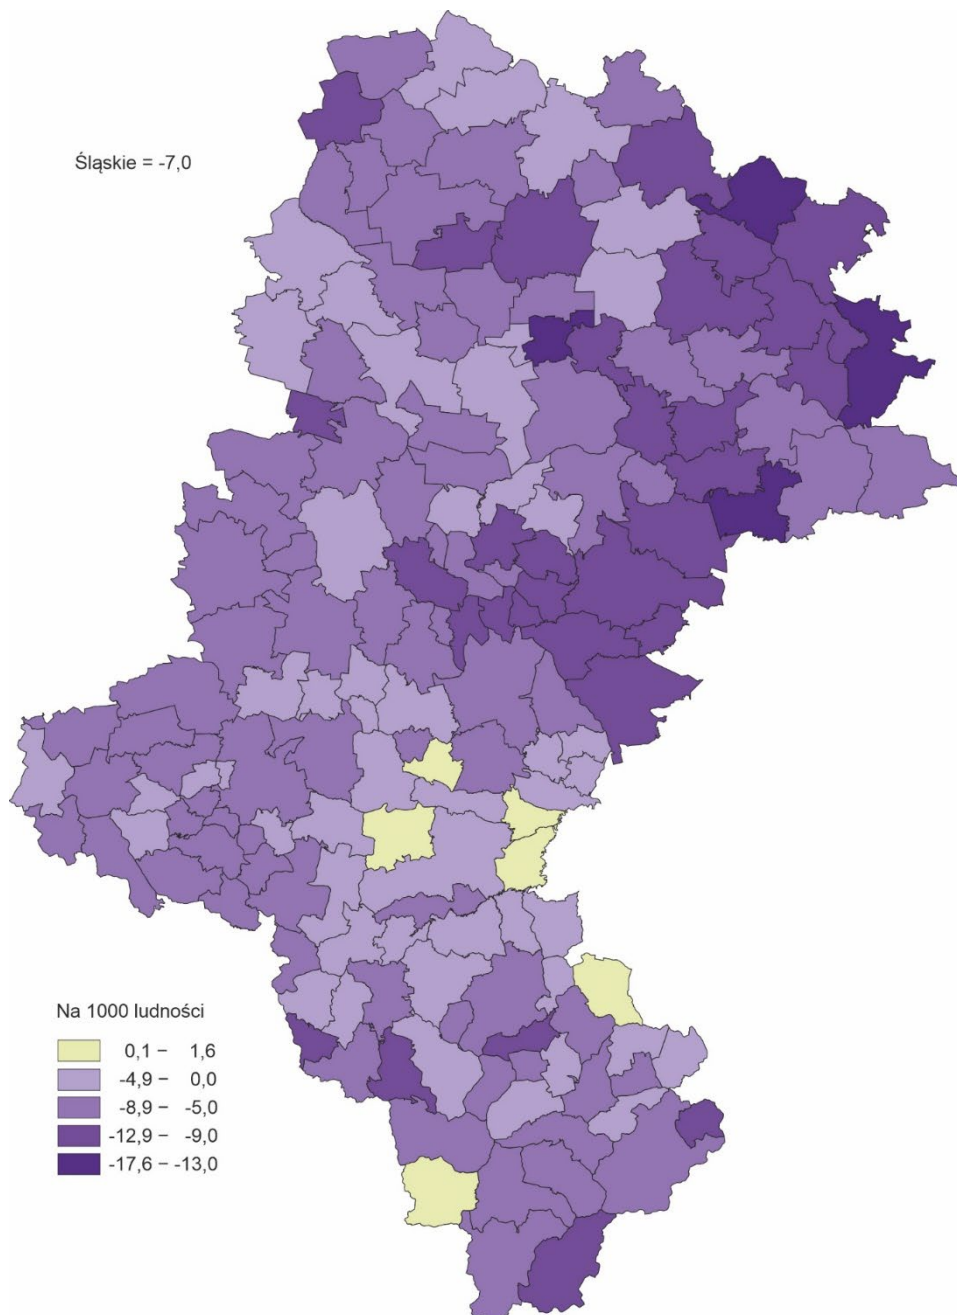 Śląskie = -7,0
Na 1000 ludności
0,1 – 1,6
-4,9 – 0,0
-8,9 – -5,0
-12,9 – -9,0
-17,6 – -13,0